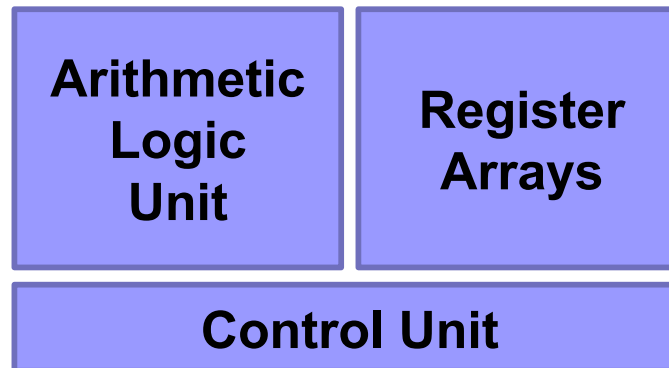 Arithmetic
Logic
Unit
Register
Arrays
Control Unit